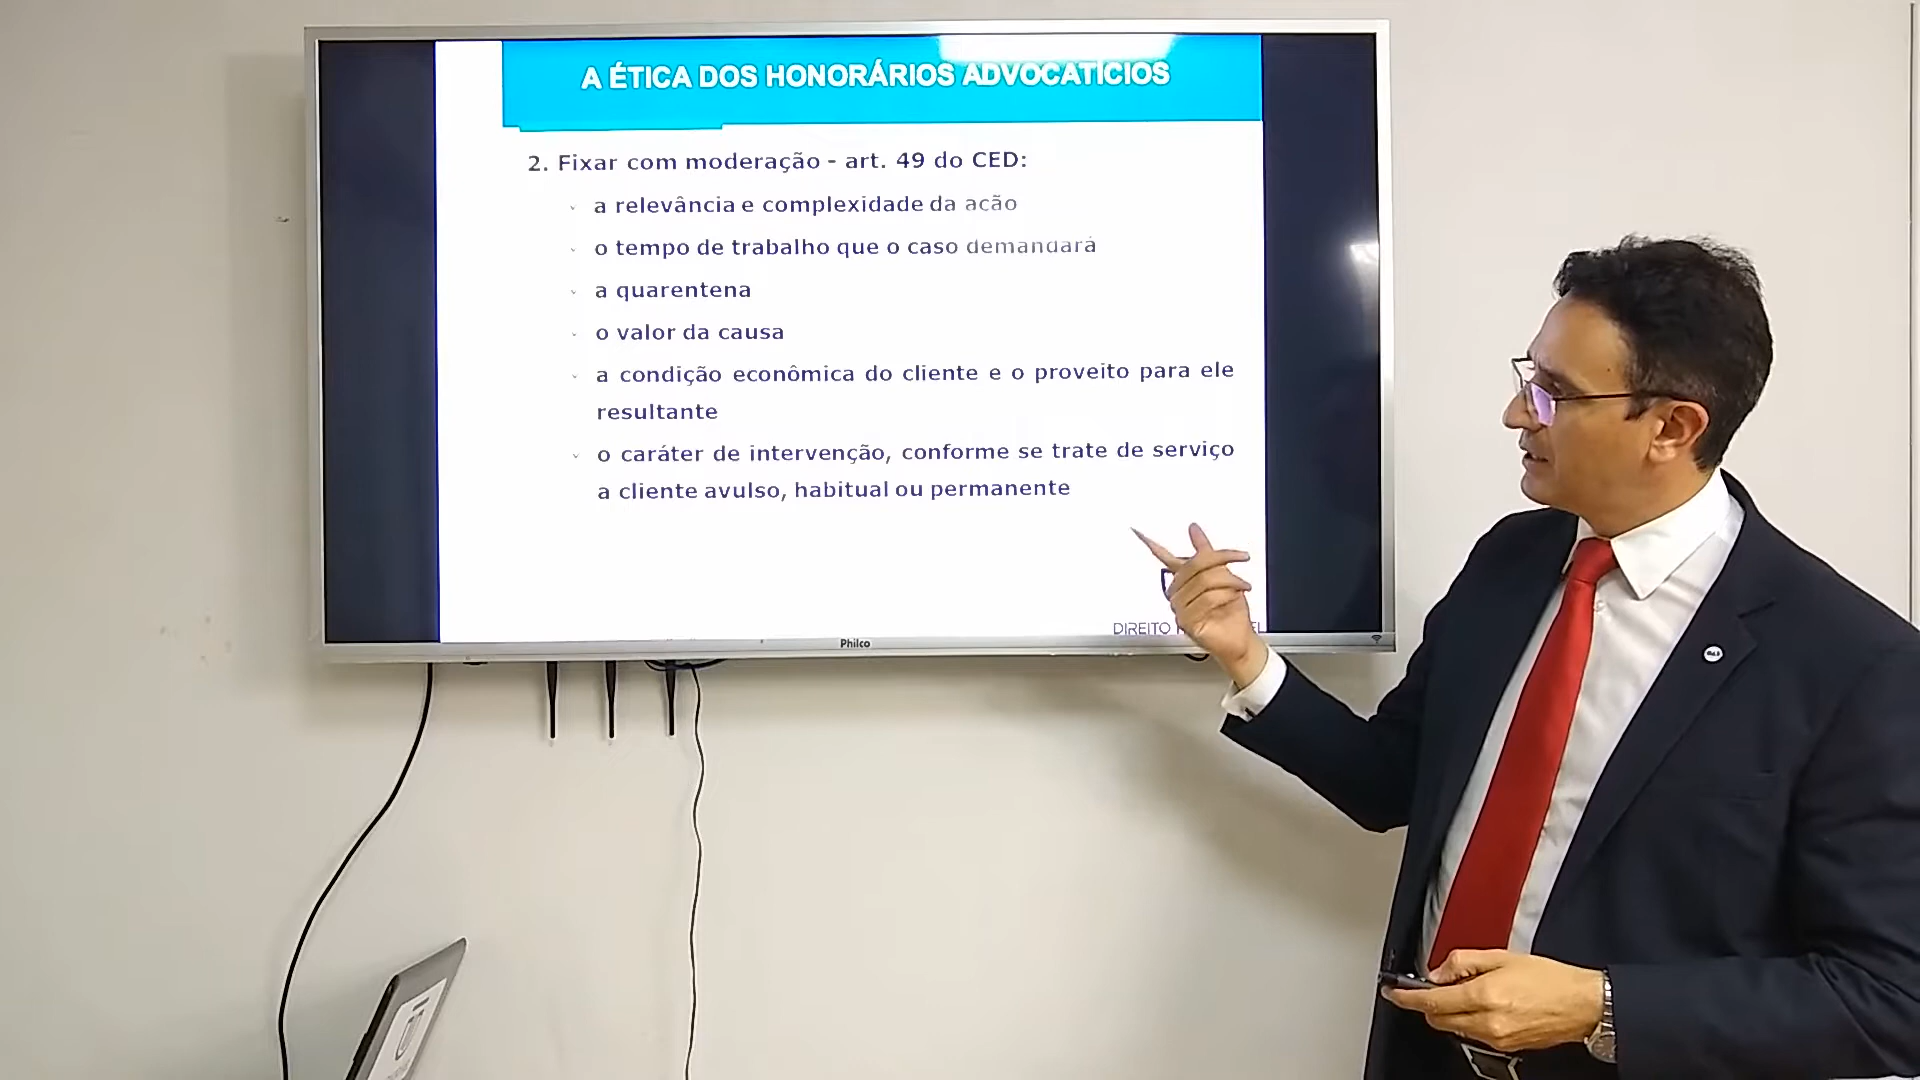 A ÉTICA DOS HONORÁRIOS ADVOCATÍCIOS
2. Fixar com moderação - art. 49 do CED:
a relevância e complexidade da ação
o tempo de trabalho que o caso demandará
a quarentena
o valor da causa
a condição econômica do cliente e o proveito para ele
resultante
o caráter de intervenção, conforme se trate de serviço
a cliente avulso, habitual ou permanente
DIREITO
Philco